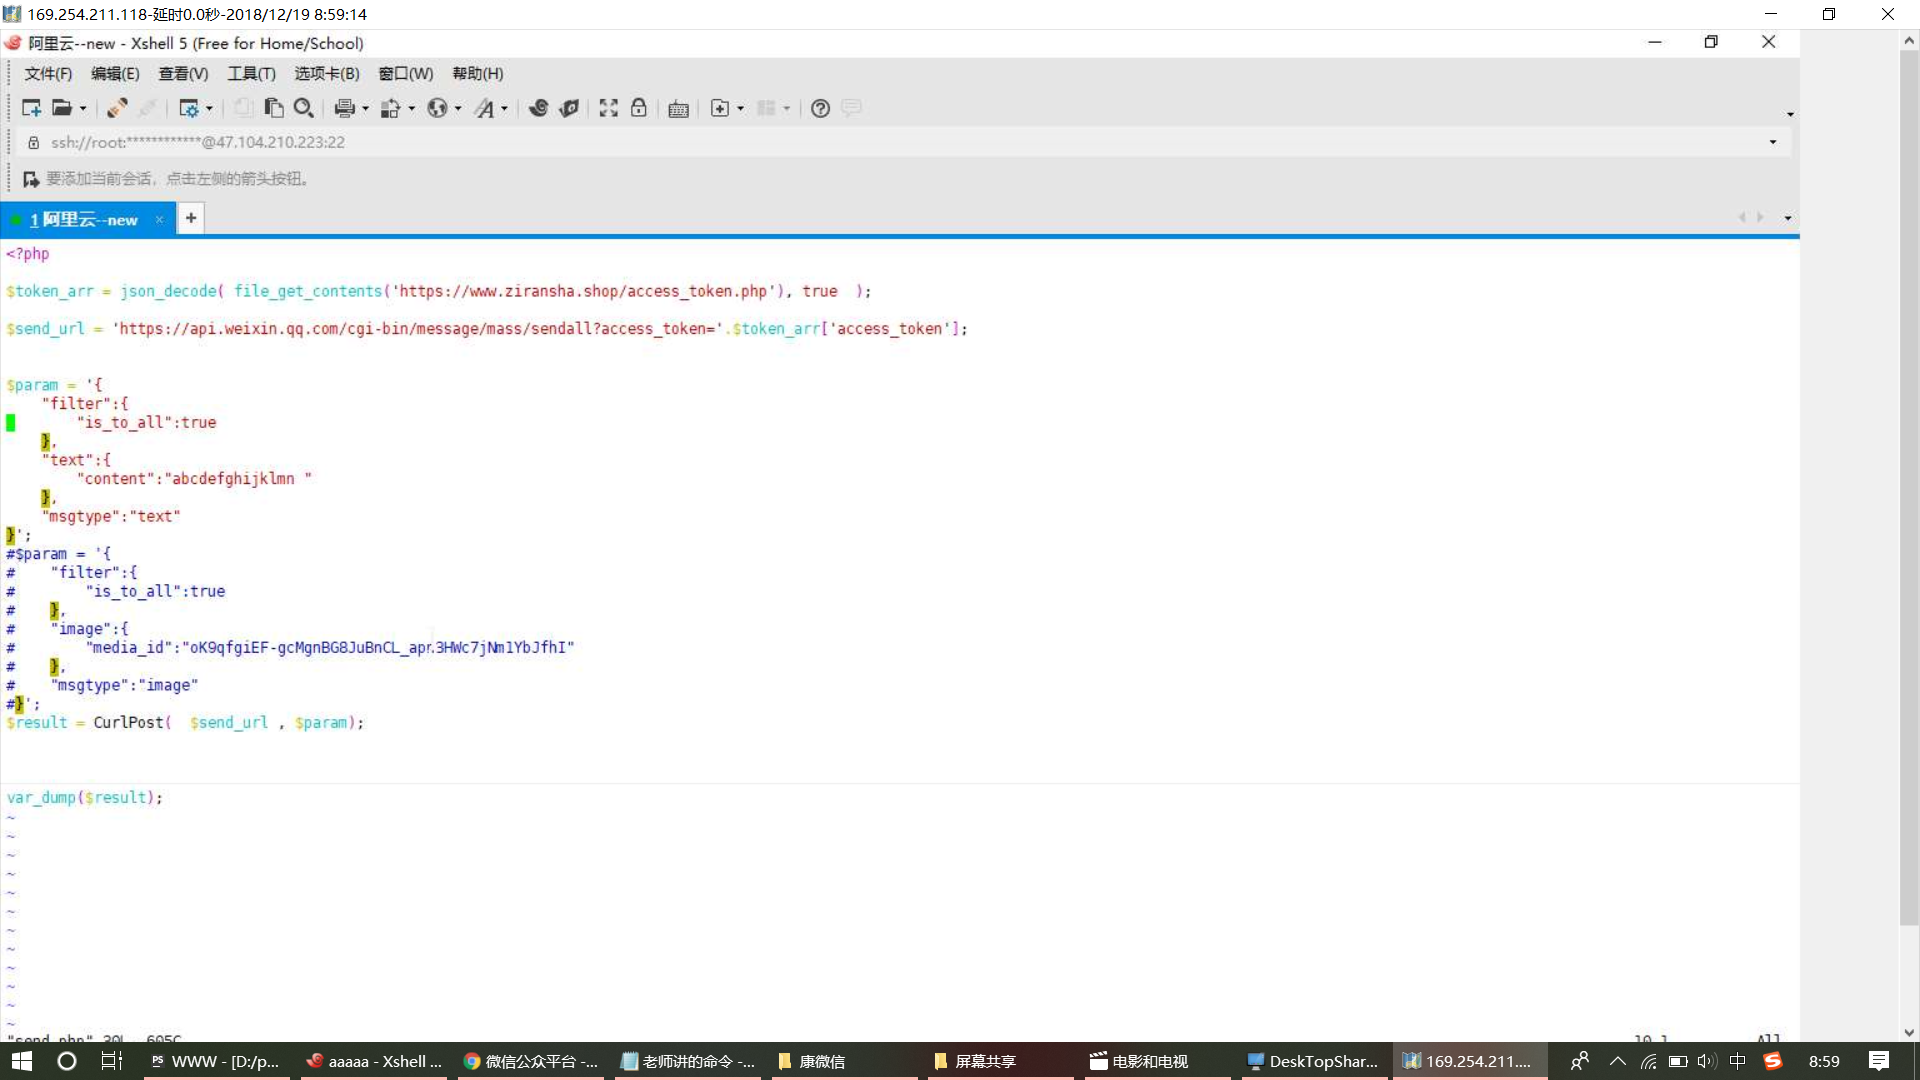 169.254.211.118-延时0.0秒-2018/12/19 8:59:14
阿里云--new - Xshell 5 (Free for Home/School)
文件(F) 编辑(E) 查看(V) 工具(T) 选项卡(B) 窗口(W) 帮助(H)
ssh://root:************@47.104.210.223:22
要添加当前会话，点击左侧的箭头按钮。
1 阿里云--new × +
<?php
$token_arr = json_decode( file_get_contents('https://www.ziransha.shop/access_token.php'), true  );
$send_url = 'https://api.weixin.qq.com/cgi-bin/message/mass/sendall?access_token='.$token_arr['access_token'];
$param = '{
    "filter":{
        "is_to_all":true
    },
    "text":{
        "content":"abcdefghijklmn "
    },
    "msgtype":"text"
}';
#$param = '{
#    "filter":{
#        "is_to_all":true
#    },
#    "image":{
#        "media_id":"oK9qfgiEF-gcMgnBG8JuBnCL_apr3HWc7jNm1YbJfhI"
#    },
#    "msgtype":"image"
#}';
$result = CurlPost(  $send_url , $param);
var_dump($result);
~
~
~
~
~
~
~
~
~
~
~
~
"send.php" 30L, 605C 10,1 All
WWW - [D:/p... aaaaa - Xshell ... 微信公众平台 -... 老师讲的命令 -... 康微信 屏幕共享 电影和电视 DeskTopShar... 169.254.211.... 中 8:59